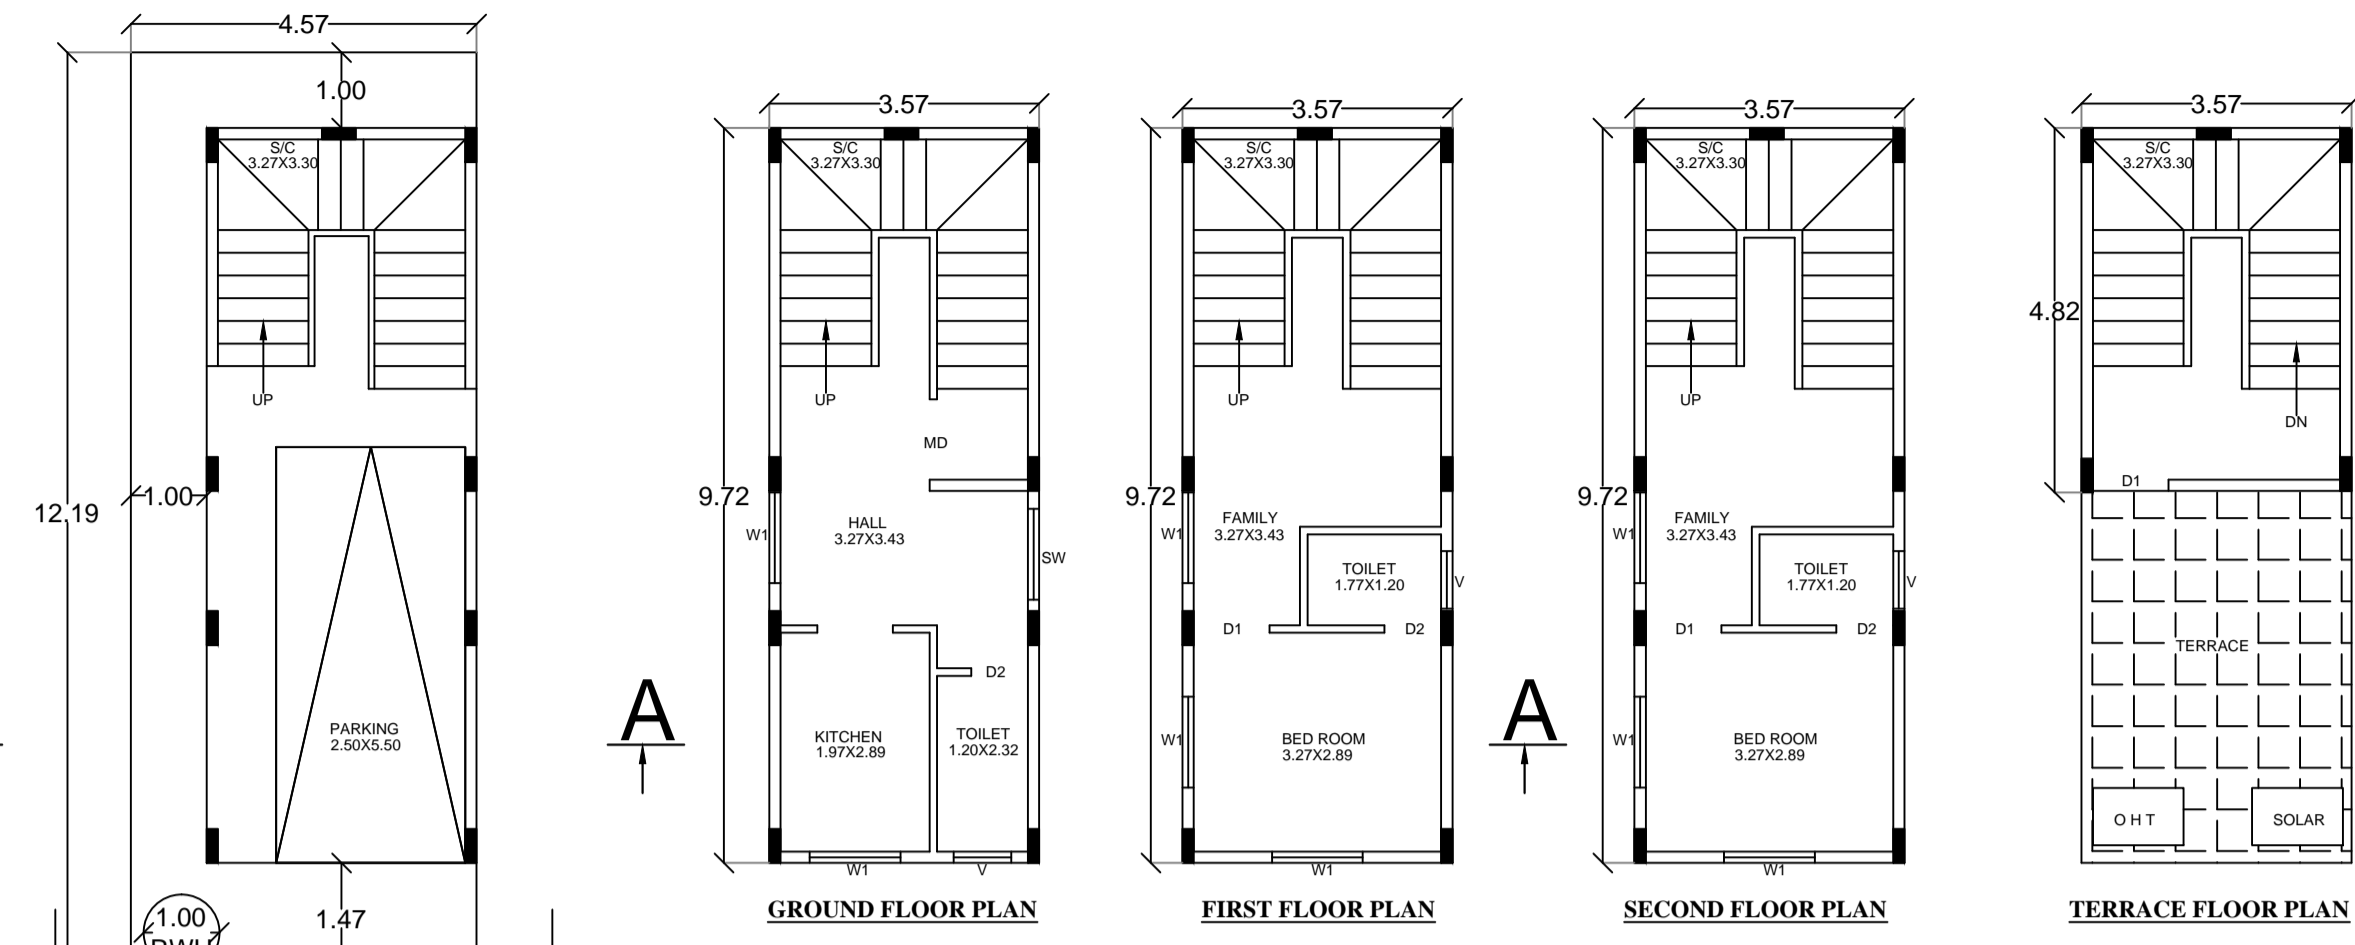 4.57
1.00
S/C
3.27X3.30
UP
12.19
1.00
PARKING
2.50X5.50
1.00
1.47
3.57
S/C
3.27X3.30
UP
MD
9.72
W1
HALL
3.27X3.43
SW
D2
A
KITCHEN
1.97X2.89
TOILET
1.20X2.32
W1
V
GROUND FLOOR PLAN
3.57
S/C
3.27X3.30
UP
9.72
W1
FAMILY
3.27X3.43
TOILET
1.77X1.20
V
D1
D2
W1
BED ROOM
3.27X2.89
W1
FIRST FLOOR PLAN
A
3.57
S/C
3.27X3.30
UP
9.72
W1
FAMILY
3.27X3.43
TOILET
1.77X1.20
V
D1
D2
W1
BED ROOM
3.27X2.89
W1
SECOND FLOOR PLAN
3.57
S/C
3.27X3.30
4.82
DN
D1
TERRACE
O H T
SOLAR
TERRACE FLOOR PLAN